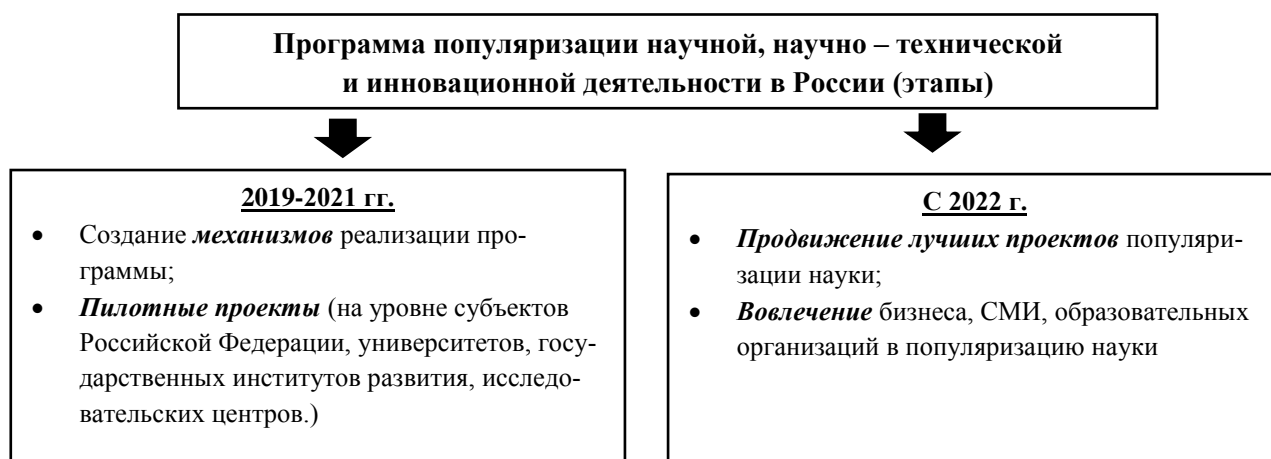 Программа популяризации научной, научно – технической
и инновационной деятельности в России (этапы)
2019-2021 гг.
• Создание механизмов реализации про-
граммы;
• Пилотные проекты (на уровне субъектов
Российской Федерации, университетов, госу-
дарственных институтов развития, исследо-
вательских центров.)
С 2022 г.
• Продвижение лучших проектов популяри-
зации науки;
• Вовлечение бизнеса, СМИ, образовательных
организаций в популяризацию науки